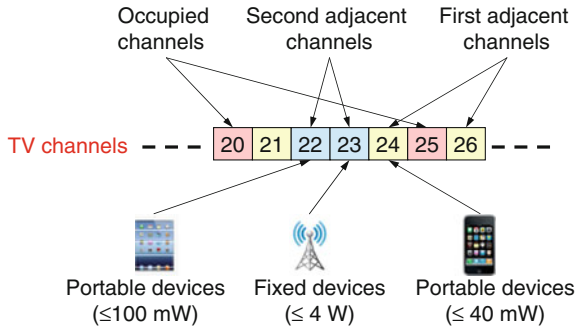 Occupied channels
Second adjacent channels
First adjacent channels
TV channels
20 21 22 23 24 25 26
Portable devices (≤100 mW)
Fixed devices (≤ 4 W)
Portable devices (≤ 40 mW)